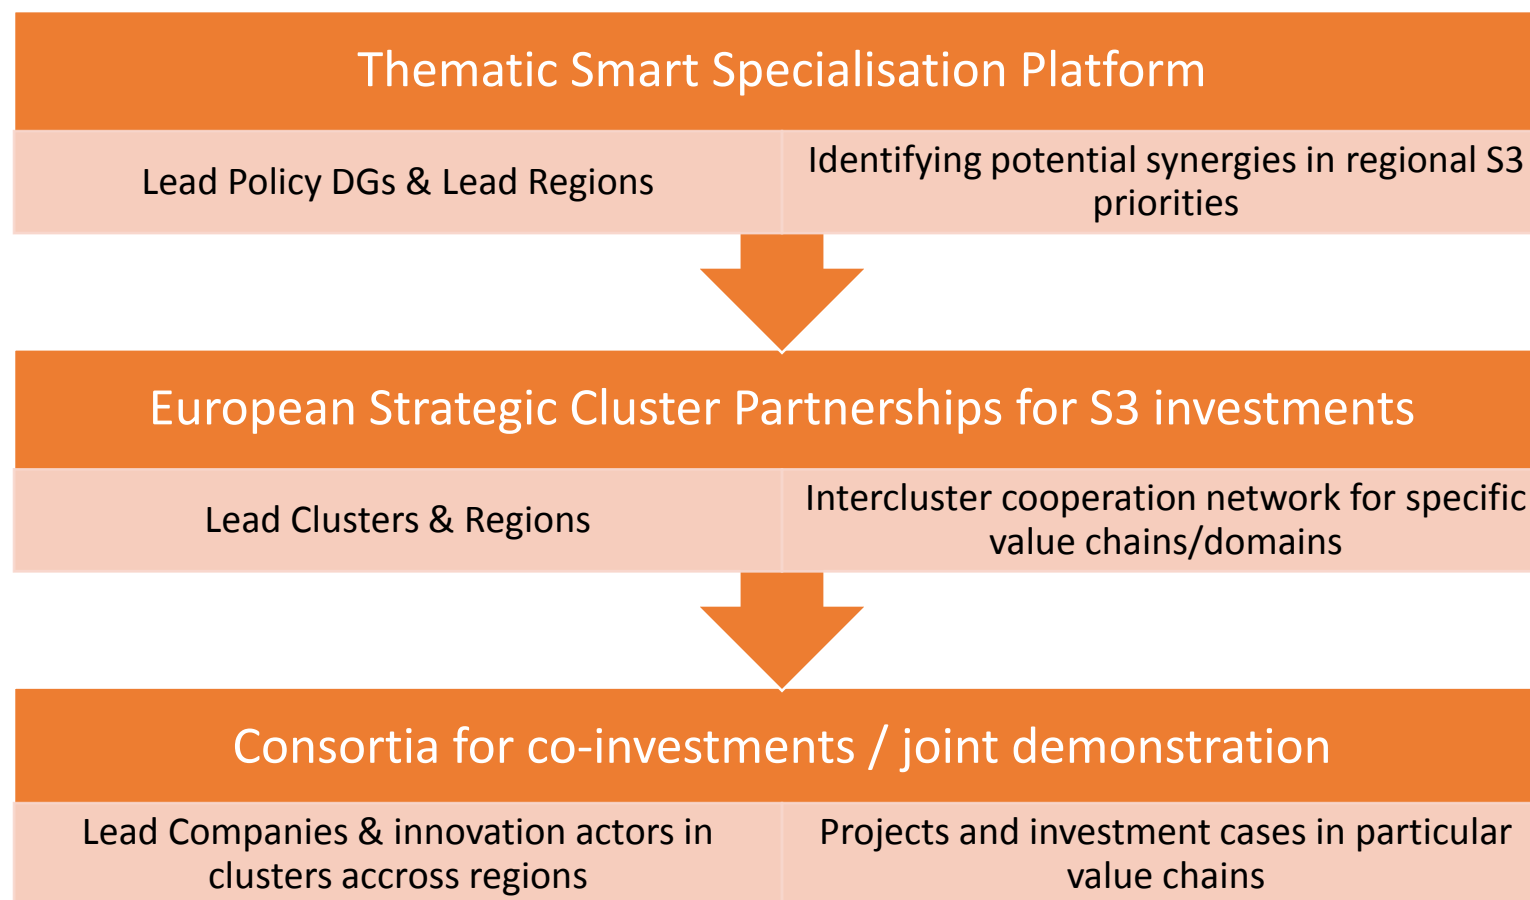 Thematic Smart Specialisation Platform
Lead Policy DGs & Lead Regions
Identifying potential synergies in regional S3
priorities
European Strategic Cluster Partnerships for S3 investments
Lead Clusters & Regions
Intercluster cooperation network for specific
value chains/domains
Consortia for co-investments / joint demonstration
Lead Companies & innovation actors in
clusters accross regions
Projects and investment cases in particular
value chains